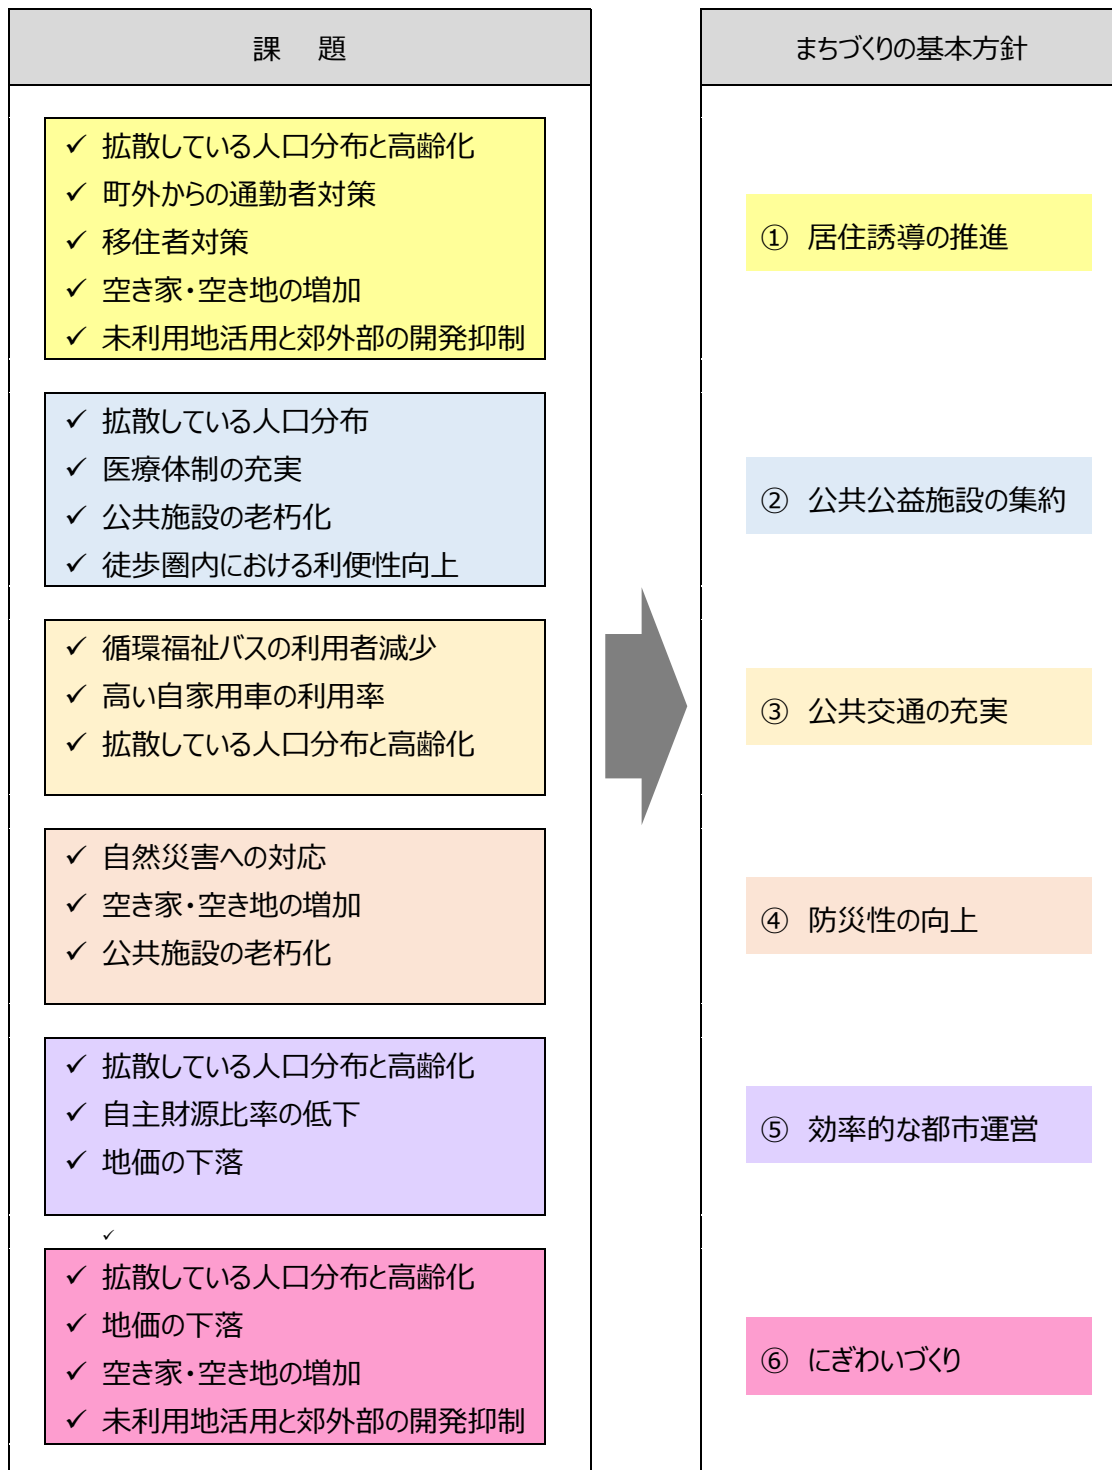 課　題
✓ 拡散している人口分布と高齢化
✓ 町外からの通勤者対策
✓ 移住者対策
✓ 空き家・空き地の増加
✓ 未利用地活用と郊外部の開発抑制
✓ 拡散している人口分布
✓ 医療体制の充実
✓ 公共施設の老朽化
✓ 徒歩圏内における利便性向上
✓ 循環福祉バスの利用者減少
✓ 高い自家用車の利用率
✓ 拡散している人口分布と高齢化
✓ 自然災害への対応
✓ 空き家・空き地の増加
✓ 公共施設の老朽化
✓ 拡散している人口分布と高齢化
✓ 自主財源比率の低下
✓ 地価の下落
✓
✓ 拡散している人口分布と高齢化
✓ 地価の下落
✓ 空き家・空き地の増加
✓ 未利用地活用と郊外部の開発抑制
まちづくりの基本方針
① 居住誘導の推進
② 公共公益施設の集約
③ 公共交通の充実
④ 防災性の向上
⑤ 効率的な都市運営
⑥ にぎわいづくり